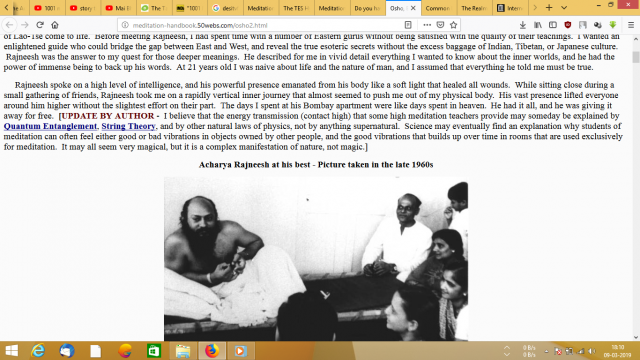 1001
story
Mai B
The T
"1001
desth
Meditation
The TES H
Meditation
Do you fo
Osho,
Connec
The Resim
Intern
meditation-handbook.50webs.com/osho2.html
Search
of Lao-Tse come to life. Before meeting Rajneesh, I had spent time with a number of Eastern gurus without being satisfied with the quality of their teachings. I wanted an
enlightened guide who could bridge the gap between East and West, and reveal the true esoteric secrets without the excess baggage of Indian, Tibetan, or Japanese culture.
Rajneesh was the answer to my quest for those deeper meanings. He described for me in vivid detail everything I wanted to know about the inner worlds, and he had the
power of immense being to back up his words. At 21 years old I was naive about life and the nature of man, and I assumed that everything he told me must be true.
Rajneesh spoke on a high level of intelligence, and his powerful presence emanated from his body like a soft light that healed all wounds. While sitting close during a
small gathering of friends, Rajneesh took me on a rapidly vertical inner journey that almost seemed to push me out of my physical body. His vast presence lifted everyone
around him higher without the slightest effort on their part. The days I spent at his Bombay apartment were like days spent in heaven. He had it all, and he was giving it
away for free. [UPDATE BY AUTHOR - I believe that the energy transmission (contact high) that some high meditation teachers provide may someday be explained by
Quantum Entanglement, String Theory, and by other natural laws of physics, not by anything supernatural. Science may eventually find an explanation why students of
meditation can often feel either good or bad vibrations in objects owned by other people, and the good vibrations that builds up over time in rooms that are used exclusively
for meditation. It may all seem very magical, but it is a complex manifestation of nature, not magic.]
Acharya Rajneesh at his best - Picture taken in the late 1960s
0 B/s
0 B/s
18:10
09-03-2019